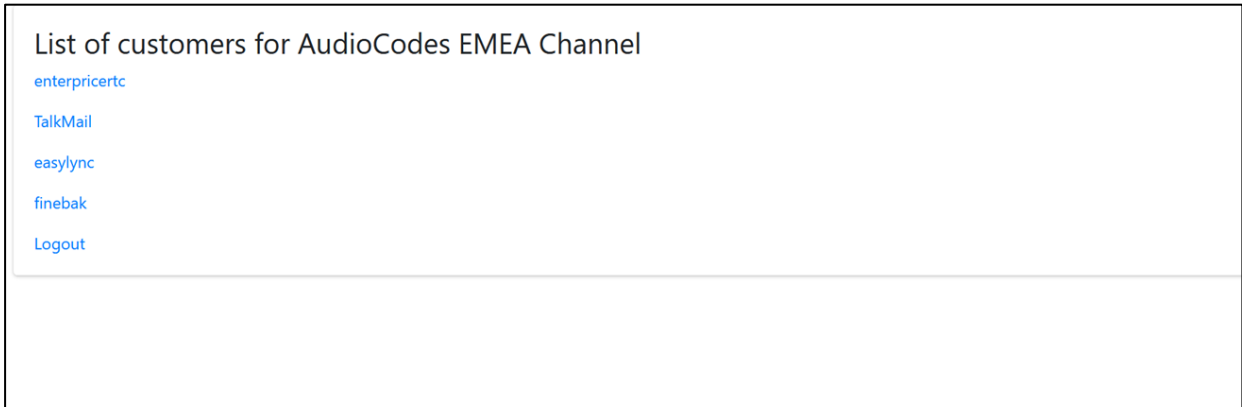 List of customers for AudioCodes EMEA Channel
enterpricertc
TalkMail
easylync
finebak
Logout